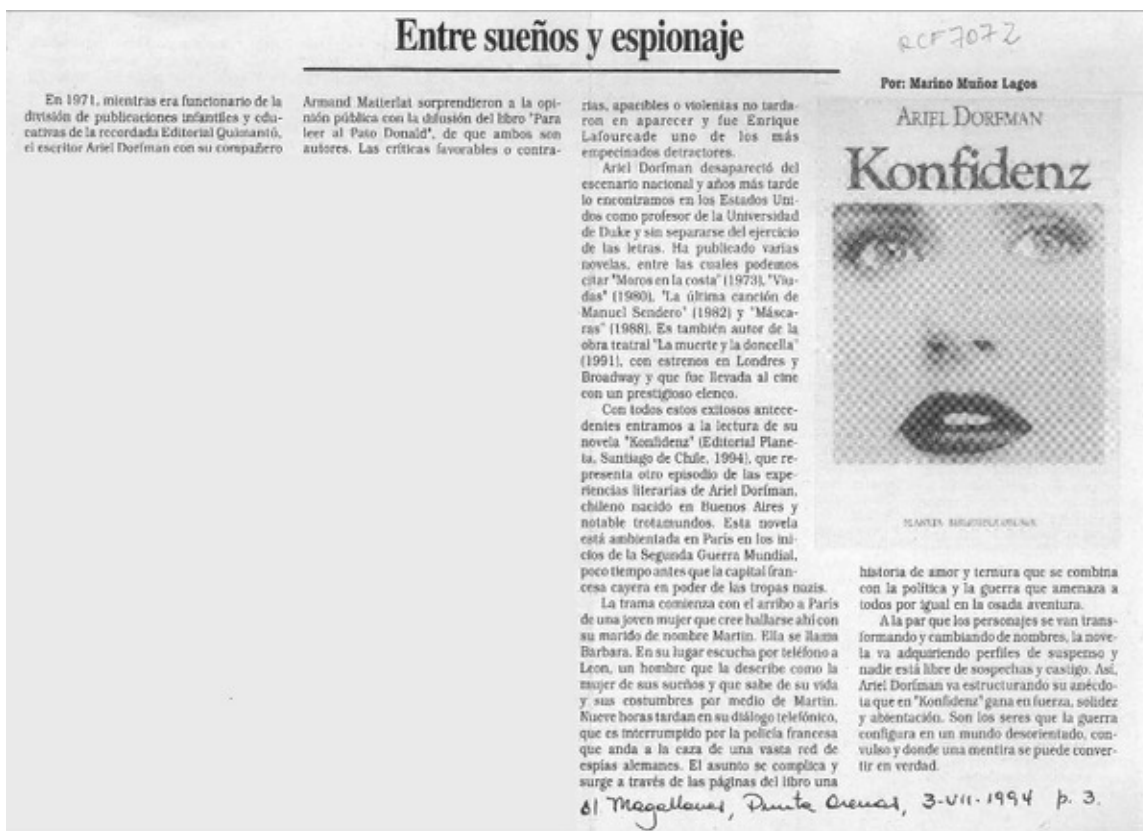 Entre sueños y espionaje
RCF7072
Por: Marino Muñoz Lagos
En 1971, mientras era funcionario de la
división de publicaciones infantiles y edu-
cativas de la recordada Editorial Quimantú,
el escritor Ariel Dorfman con su compañero
Armand Matterlat sorprendieron a la opi-
nión pública con la difusión del libro "Para
leer al Pato Donald", de que ambos son
autores. Las críticas favorables o contra-
rias, apacibles o violentas no tarda-
ron en aparecer y fue Enrique
Lafourcade uno de los más
empecinados detractores.
Ariel Dorfman desapareció del
escenario nacional y años más tarde
lo encontramos en los Estados Uni-
dos como profesor de la Universidad
de Duke y sin separarse del ejercicio
de las letras. Ha publicado varias
novelas, entre las cuales podemos
citar "Moros en la costa" (1973), "Viu-
das" (1980), "La última canción de
Manuel Sendero" (1982) y "Másca-
ras" (1988). Es también autor de la
obra teatral "La muerte y la doncella"
(1991), con estrenos en Londres y
Broadway y que fue llevada al cine
con un prestigioso elenco.
Con todos estos exitosos antece-
dentes entramos a la lectura de su
novela "Konfidenz" (Editorial Plane-
ta, Santiago de Chile, 1994), que re-
presenta otro episodio de las expe-
riencias literarias de Ariel Dorfman,
chileno nacido en Buenos Aires y
notable trotamundos. Esta novela
está ambientada en París en los ini-
cios de la Segunda Guerra Mundial,
poco tiempo antes que la capital fran-
cesa cayera en poder de las tropas nazis.
La trama comienza con el arribo a París
de una joven mujer que cree hallarse ahí con
su marido de nombre Martín. Ella se llama
Bárbara. En su lugar escucha por teléfono a
Leon, un hombre que la describe como la
mujer de sus sueños y que sabe de su vida
y sus costumbres por medio de Martín.
Nueve horas tardan en su diálogo telefónico,
que es interrumpido por la policía francesa
que anda a la caza de una vasta red de
espías alemanes. El asunto se complica y
surge a través de las páginas del libro una
ARIEL DORFMAN
Konfidenz
historia de amor y ternura que se combina
con la política y la guerra que amenaza a
todos por igual en la osada aventura.
A la par que los personajes se van trans-
formando y cambiando de nombres, la nove-
la va adquiriendo perfiles de suspenso y
nadie está libre de sospechas y castigo. Así,
Ariel Dorfman va estructurando su anécdo-
ta que en "Konfidenz" gana en fuerza, solidez
y abientación. Son los seres que la guerra
configura en un mundo desorientado, con-
vulso y donde una mentira se puede conver-
tir en verdad.
El Magallanes, Punta Arenas, 3-VII-1994 p. 3.